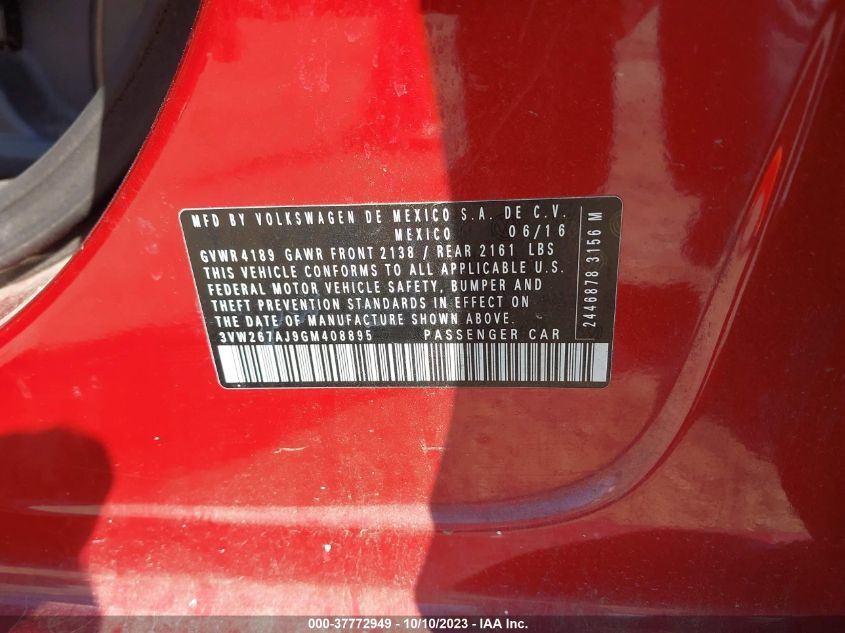 MFD BY VOLKSWAGEN DE MEXICO S.A. DE C.V.
MEXICO 06/16
GVWR 4189 GAWR FRONT 2138 / REAR 2161 LBS
THIS VEHICLE CONFORMS TO ALL APPLICABLE U.S.
FEDERAL MOTOR VEHICLE SAFETY, BUMPER AND
THEFT PREVENTION STANDARDS IN EFFECT ON
THE DATE OF MANUFACTURE SHOWN ABOVE.
3VW267AJ9GM408895 PASSENGER CAR
2446878 3156 M
000-37772949 - 10/10/2023 - IAA Inc.